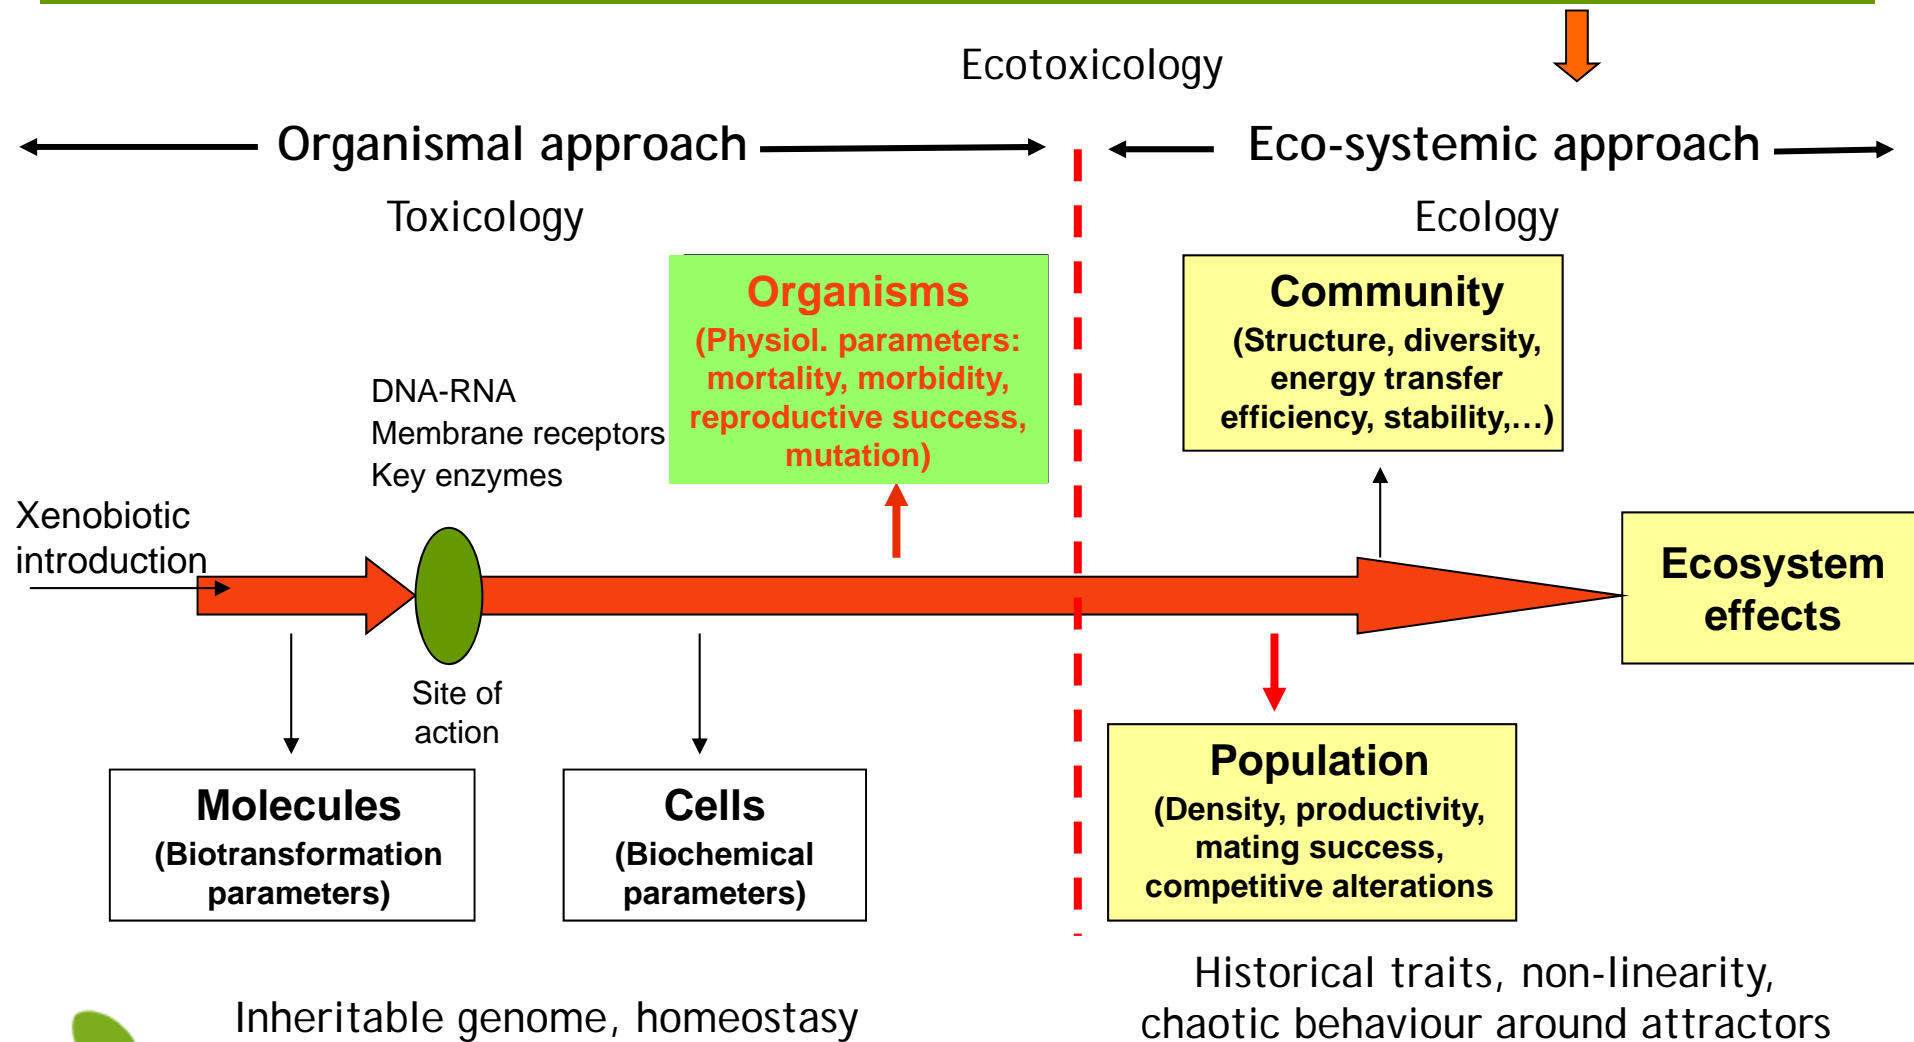 Ecotoxicology
Organismal approach
Eco-systemic approach
Toxicology
Ecology
Organisms
(Physiol. parameters:
mortality, morbidity,
reproductive success,
mutation)
Community
(Structure, diversity,
energy transfer
efficiency, stability,…)
DNA-RNA
Membrane receptors
Key enzymes
Xenobiotic
introduction
Ecosystem
effects
Site of
action
Molecules
(Biotransformation
parameters)
Cells
(Biochemical
parameters)
Population
(Density, productivity,
mating success,
competitive alterations
Inheritable genome, homeostasy
Historical traits, non-linearity,
chaotic behaviour around attractors